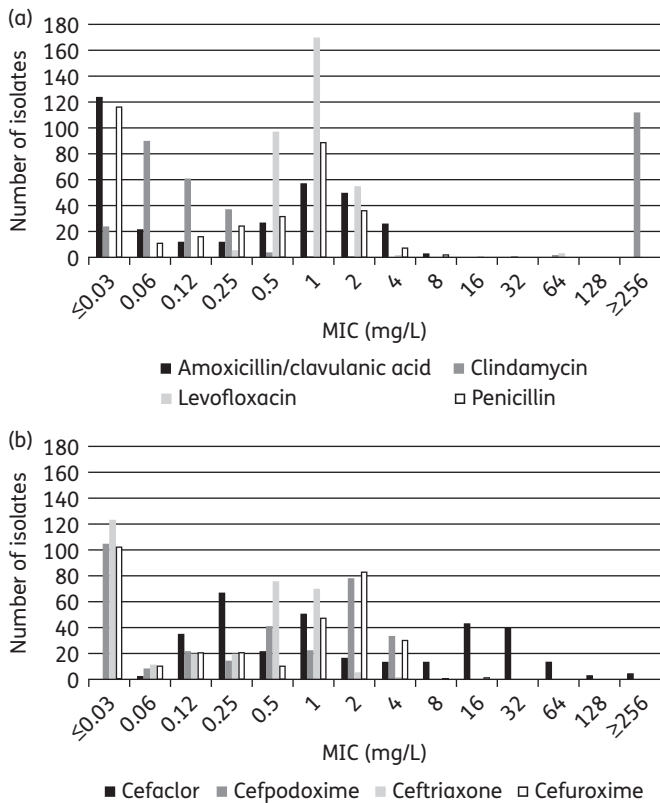 (a)
180
160
140
120
100
80
60
40
20
0
Number of isolates
≤0.03 0.06 0.12 0.25 0.5 1 2 4 8 16 32 64 128 ≥256
MIC (mg/L)
Amoxicillin/clavulanic acid Clindamycin
Levofloxacin Penicillin
(b)
180
160
140
120
100
80
60
40
20
0
Number of isolates
≤0.03 0.06 0.12 0.25 0.5 1 2 4 8 16 32 64 128 ≥256
MIC (mg/L)
Cefaclor Cefpodoxime Ceftriaxone Cefuroxime